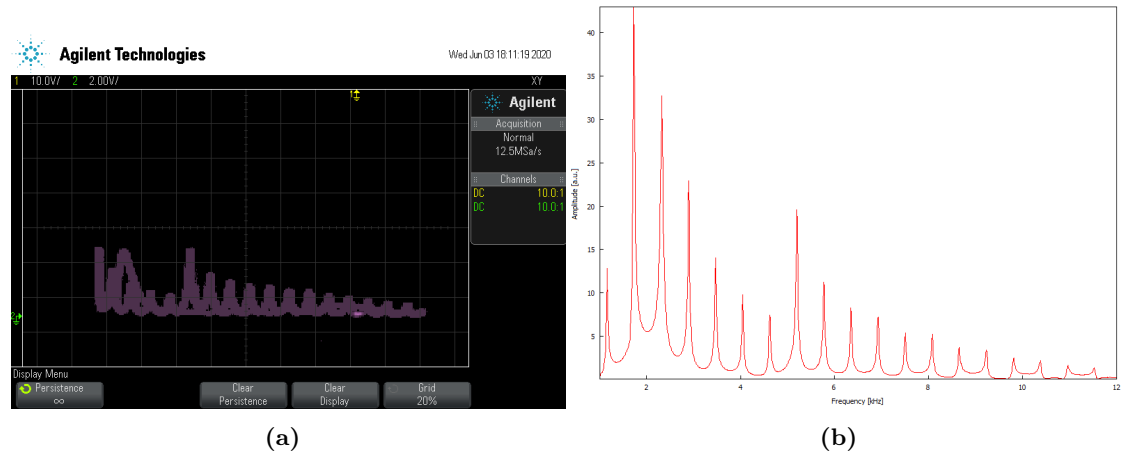 Agilent Technologies
Wed Jun 03 18:11:19 2020
1 10.0V/ 2 2.00V/ XY
Agilent
Acquisition
Normal
12.5MSa/s
Channels
DC 10.0:1
DC 10.0:1
Display Menu
Persistence
∞
Clear
Persistence
Clear
Display
Grid
20%
(a)
40
35
30
25
20
15
10
5
Amplitude [a.u.]
2 4 6 8 10 12
Frequency [kHz]
(b)